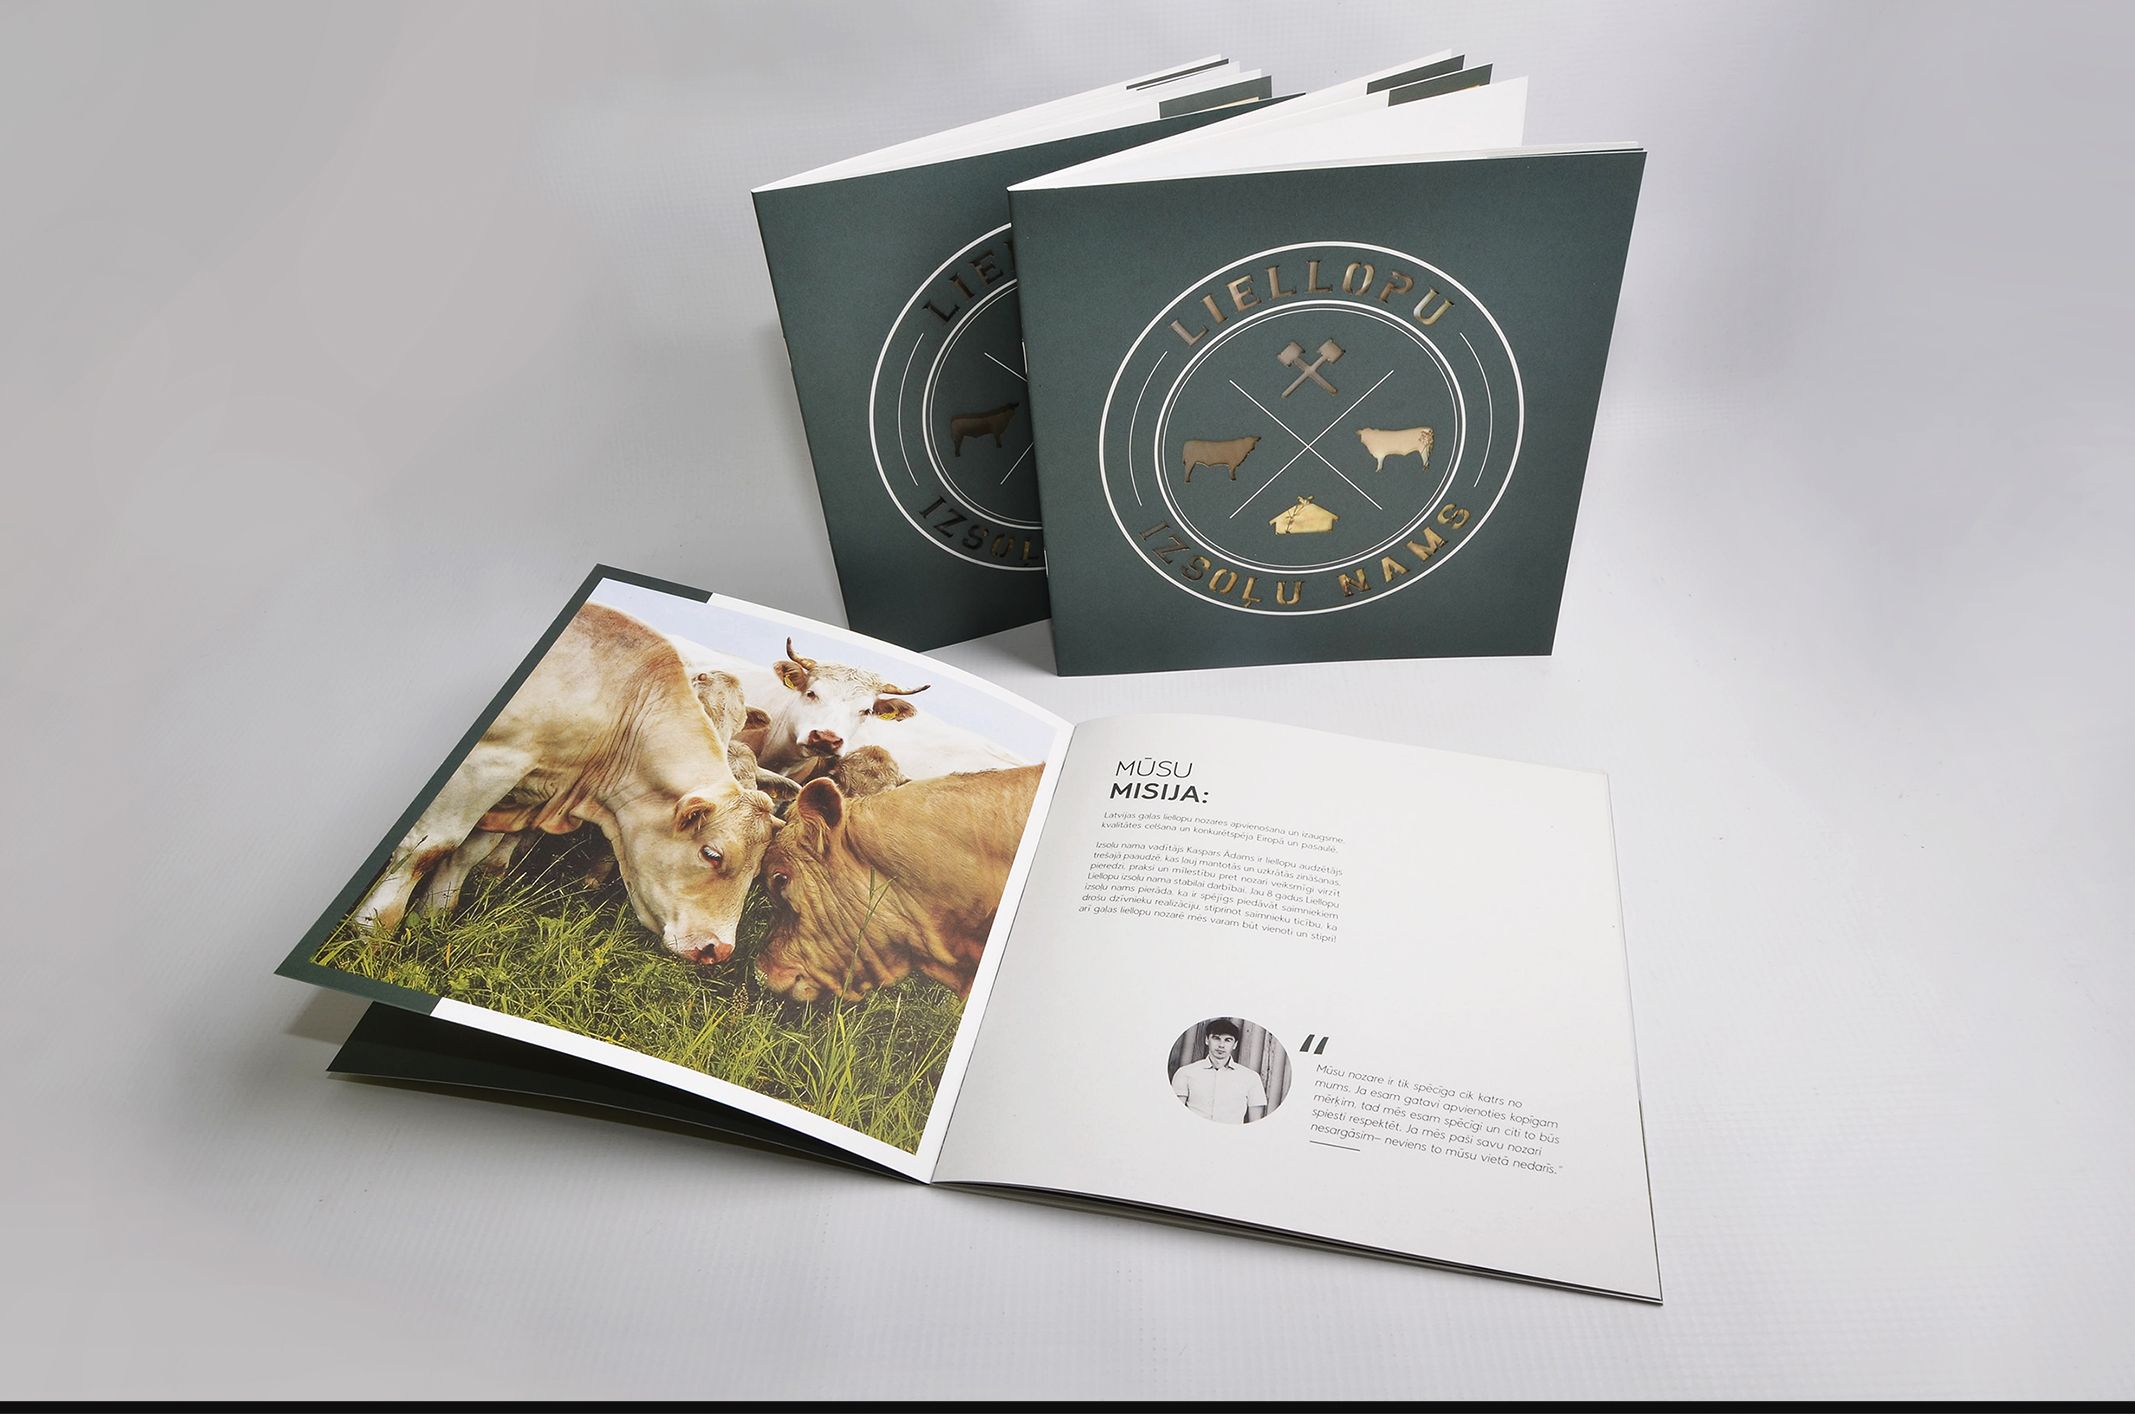 LIE
IZSOĻ
LIELLOPU
IZSOĻU NAMS
MŪSU
MISIJA:
Latvijas gaļas liellopu nozares apvienošana un izaugsme,
kvalitātes celšana un konkurētspēja Eiropā un pasaulē.
Izsoļu nama vadītājs Kaspars Ādams ir liellopu audzētājs
trešajā paaudzē, kas ļauj mantotās un uzkrātās zināšanas,
pieredzi, praksi un mīlestību pret nozari veiksmīgi virzīt
Liellopu izsoļu nama stabilai darbībai. Jau 8 gadus Liellopu
izsoļu nams pierāda, ka ir spējīgs piedāvāt saimniekiem
drošu dzīvnieku realizāciju, stiprinot saimnieku ticību, ka
arī gaļas liellopu nozarē mēs varam būt vienoti un stipri!
“
Mūsu nozare ir tik spēcīga cik katrs no
mums. Ja esam gatavi apvienoties kopīgam
mērķim, tad mēs esam spēcīgi un citi to būs
spiesti respektēt. Ja mēs paši savu nozari
nesargāsim– neviens to mūsu vietā nedarīs."